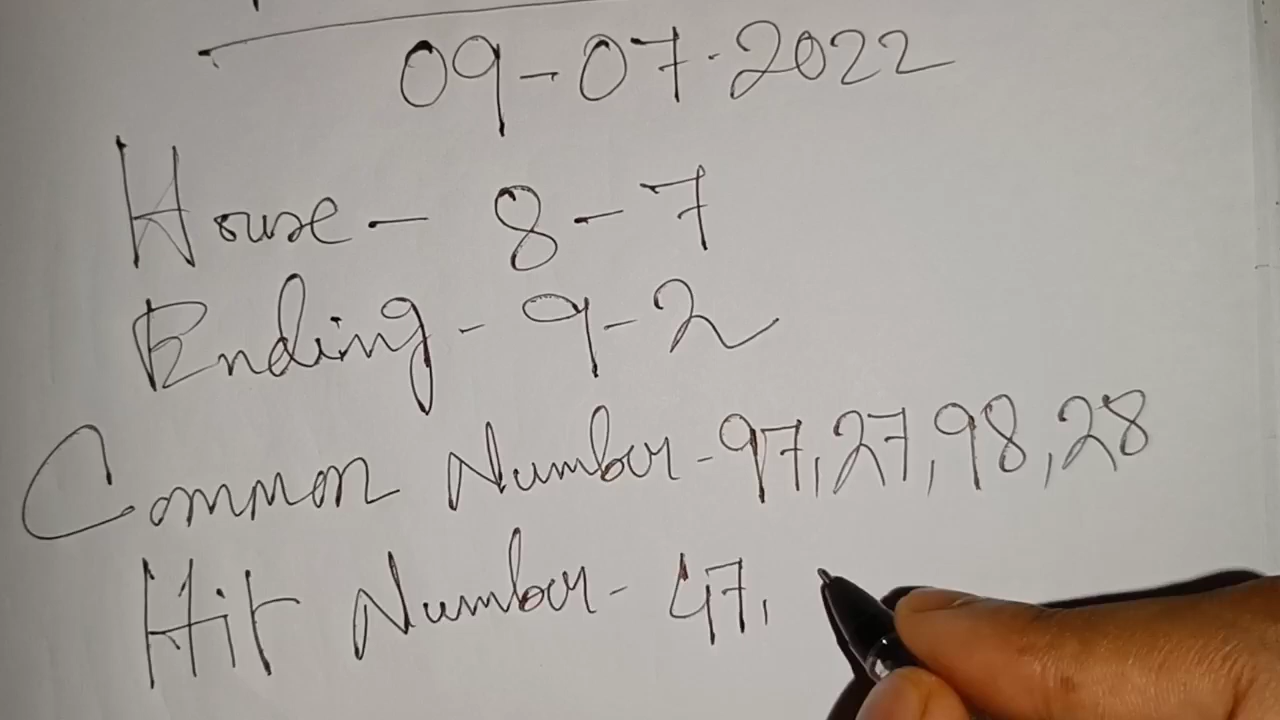 09-07-2022
House - 8-7
Ending - 9-2
Common Number - 97, 27, 98, 28
Hit Number - 47,